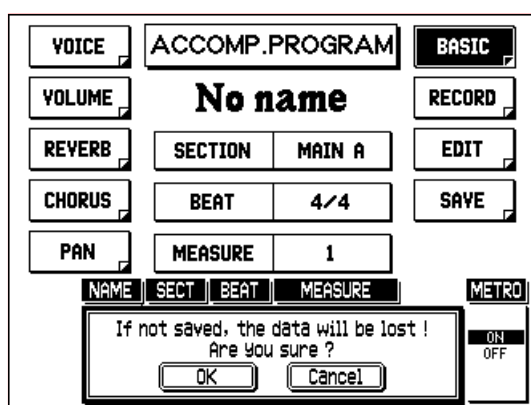 VOICE ACCOMP.PROGRAM BASIC
VOLUME No name RECORD
REVERB SECTION MAIN A EDIT
CHORUS BEAT 4/4 SAVE
PAN MEASURE 1
NAME SECT BEAT MEASURE METRO
If not saved, the data will be lost !
Are you sure ?
OK Cancel
ON
OFF